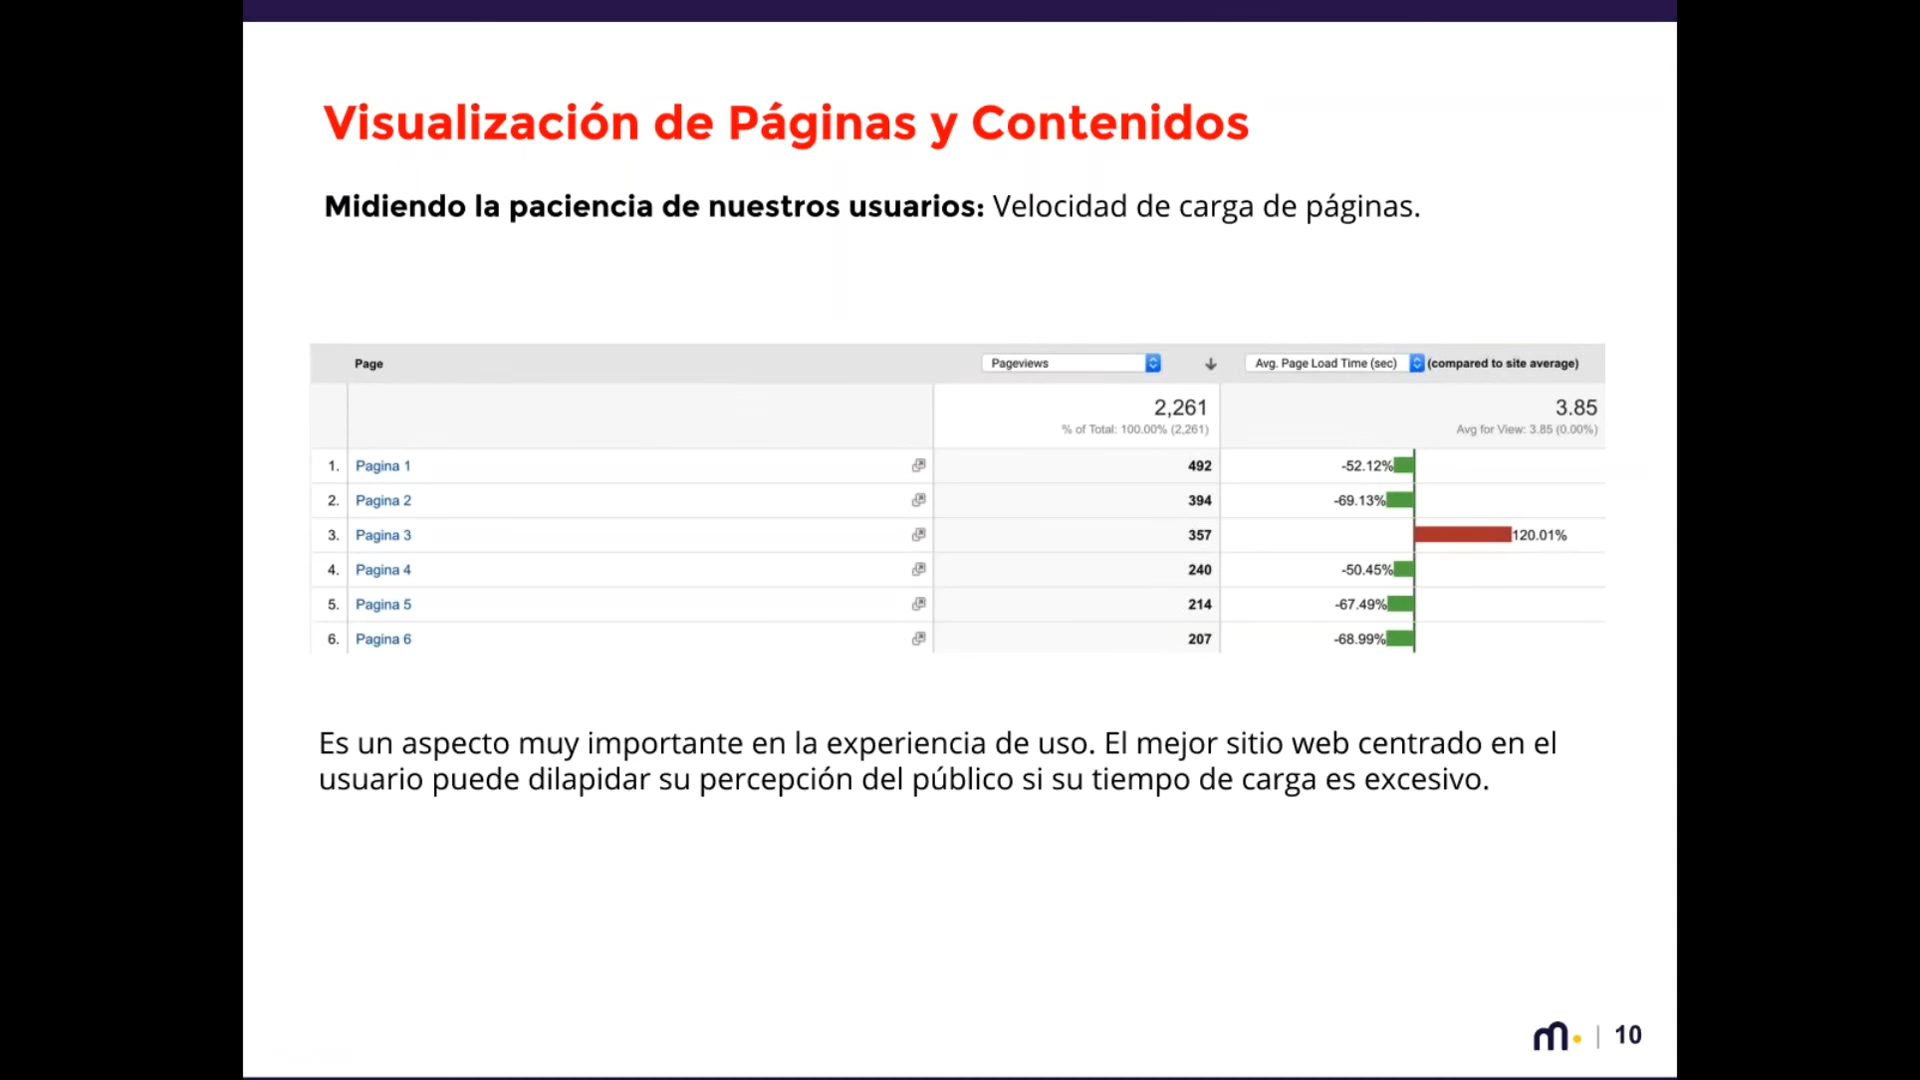 Visualización de Páginas y Contenidos
Midiendo la paciencia de nuestros usuarios: Velocidad de carga de páginas.
Page Pageviews Avg. Page Load Time (sec) (compared to site average)
2,261 3.85
% of Total: 100.00% (2,261) Avg for View: 3.85 (0.00%)
1. Pagina 1 492 -52.12%
2. Pagina 2 394 -69.13%
3. Pagina 3 357 120.01%
4. Pagina 4 240 -50.45%
5. Pagina 5 214 -67.49%
6. Pagina 6 207 -68.99%
Es un aspecto muy importante en la experiencia de uso. El mejor sitio web centrado en el
usuario puede dilapidar su percepción del público si su tiempo de carga es excesivo.
m. | 10